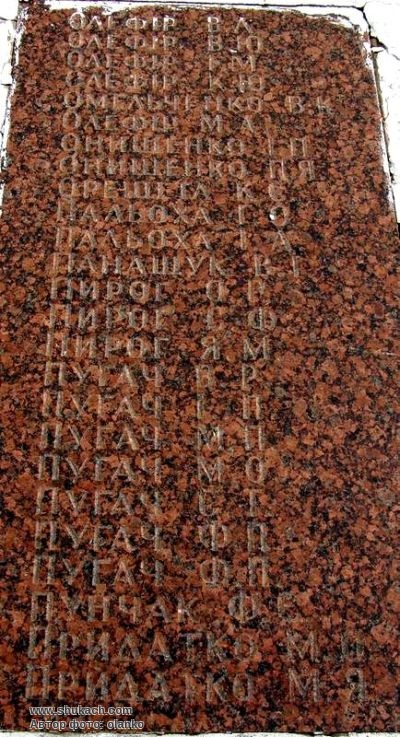 ОЛЕФІР В Л
ОЛЕФІР В Ю
ОЛЕФІР І М
ОЛЕФІР К Ю
ОМЕЛЬЧЕНКО В К
ОЛЕФІР М А
ОНИЩЕНКО І П
ОНИЩЕНКО П Я
ОРЕШЕТА К С
ПАЛЬОХА Г О
ПАЛЬОХА І А
ПАНАЩУК В І
ПИРОГ О Р
ПИРОГ С Ф
ПИРОГ Я М
ПУГАЧ В Р
ПУГАЧ І П
ПУГАЧ М П
ПУГАЧ М О
ПУГАЧ С Т
ПУГАЧ Ф П
ПУГАЧ Ф П
ПУНЧАК Ф Е
ПРИДАТКО М
ПРИДАТКО М Я
www.shukach.com
Автор фото: olanko